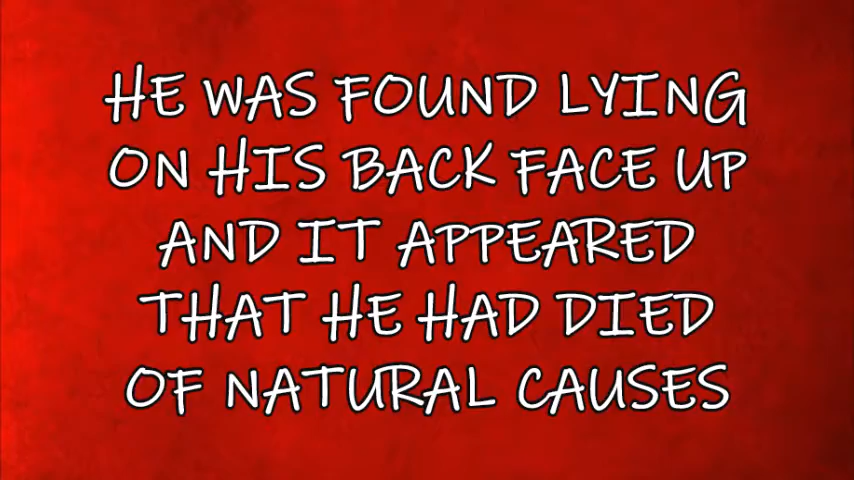 HE WAS FOUND LYING
ON HIS BACK FACE UP
AND IT APPEARED
THAT HE HAD DIED
OF NATURAL CAUSES